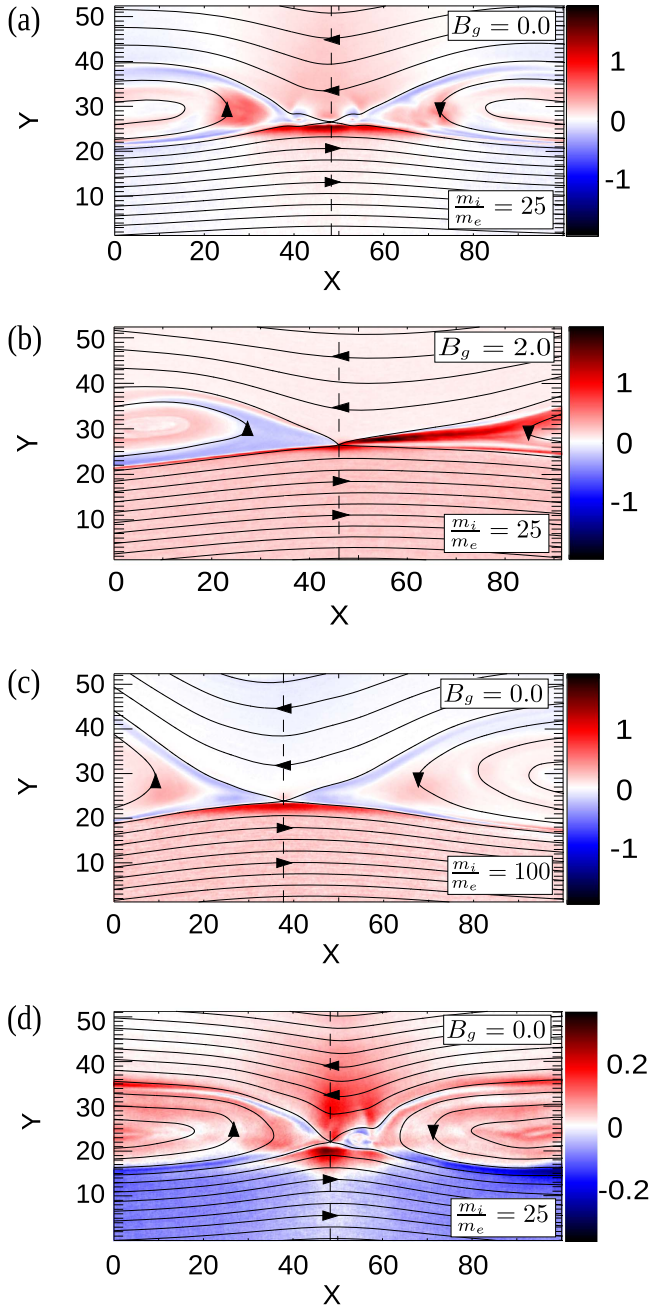 (a)
B_g = 0.0
50
40
30
20
10
Y
m_i/m_e = 25
0 20 40 60 80
X
1
0
-1
(b)
B_g = 2.0
50
40
30
20
10
Y
m_i/m_e = 25
0 20 40 60 80
X
1
0
-1
(c)
B_g = 0.0
50
40
30
20
10
Y
m_i/m_e = 100
0 20 40 60 80
X
1
0
-1
(d)
B_g = 0.0
50
40
30
20
10
Y
m_i/m_e = 25
0 20 40 60 80
X
0.2
0
-0.2